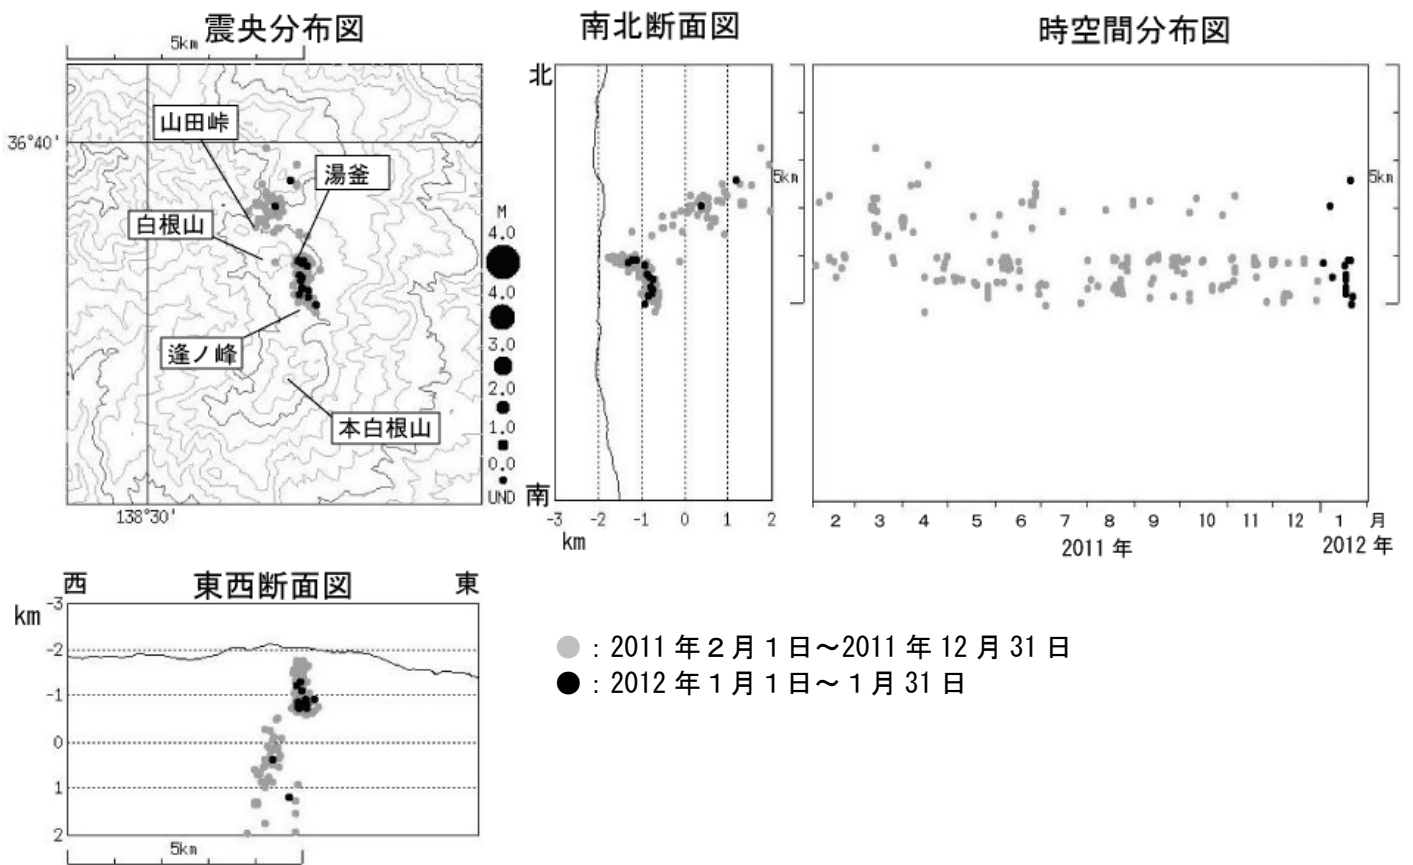 震央分布図
南北断面図
時空間分布図
5km
北
36°40'
山田峠
湯釜
白根山
逢ノ峰
本白根山
M
4.0
4.0
3.0
2.0
1.0
0.0
UND
138°30'
南
-3 -2 -1 0 1 2
km
5km
5km
2 3 4 5 6 7 8 9 10 11 12 1 月
2011 年 2012 年
西 東西断面図 東
km
-3
-2
-1
0
1
2
5km
：2011 年２月１日～2011 年 12 月 31 日
：2012 年１月１日～１月 31 日